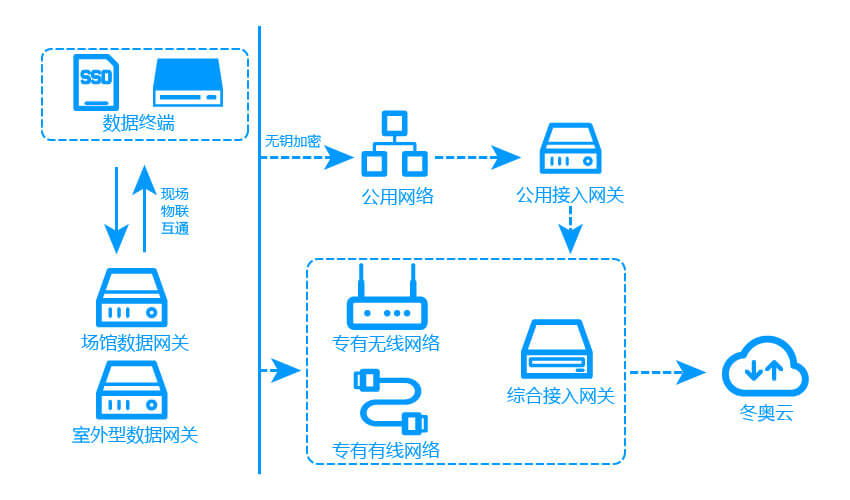 SSD
数据终端
现场
物联
互通
场馆数据网关
室外型数据网关
无钥加密
公用网络
公用接入网关
专有无线网络
专有有线网络
综合接入网关
冬奥云